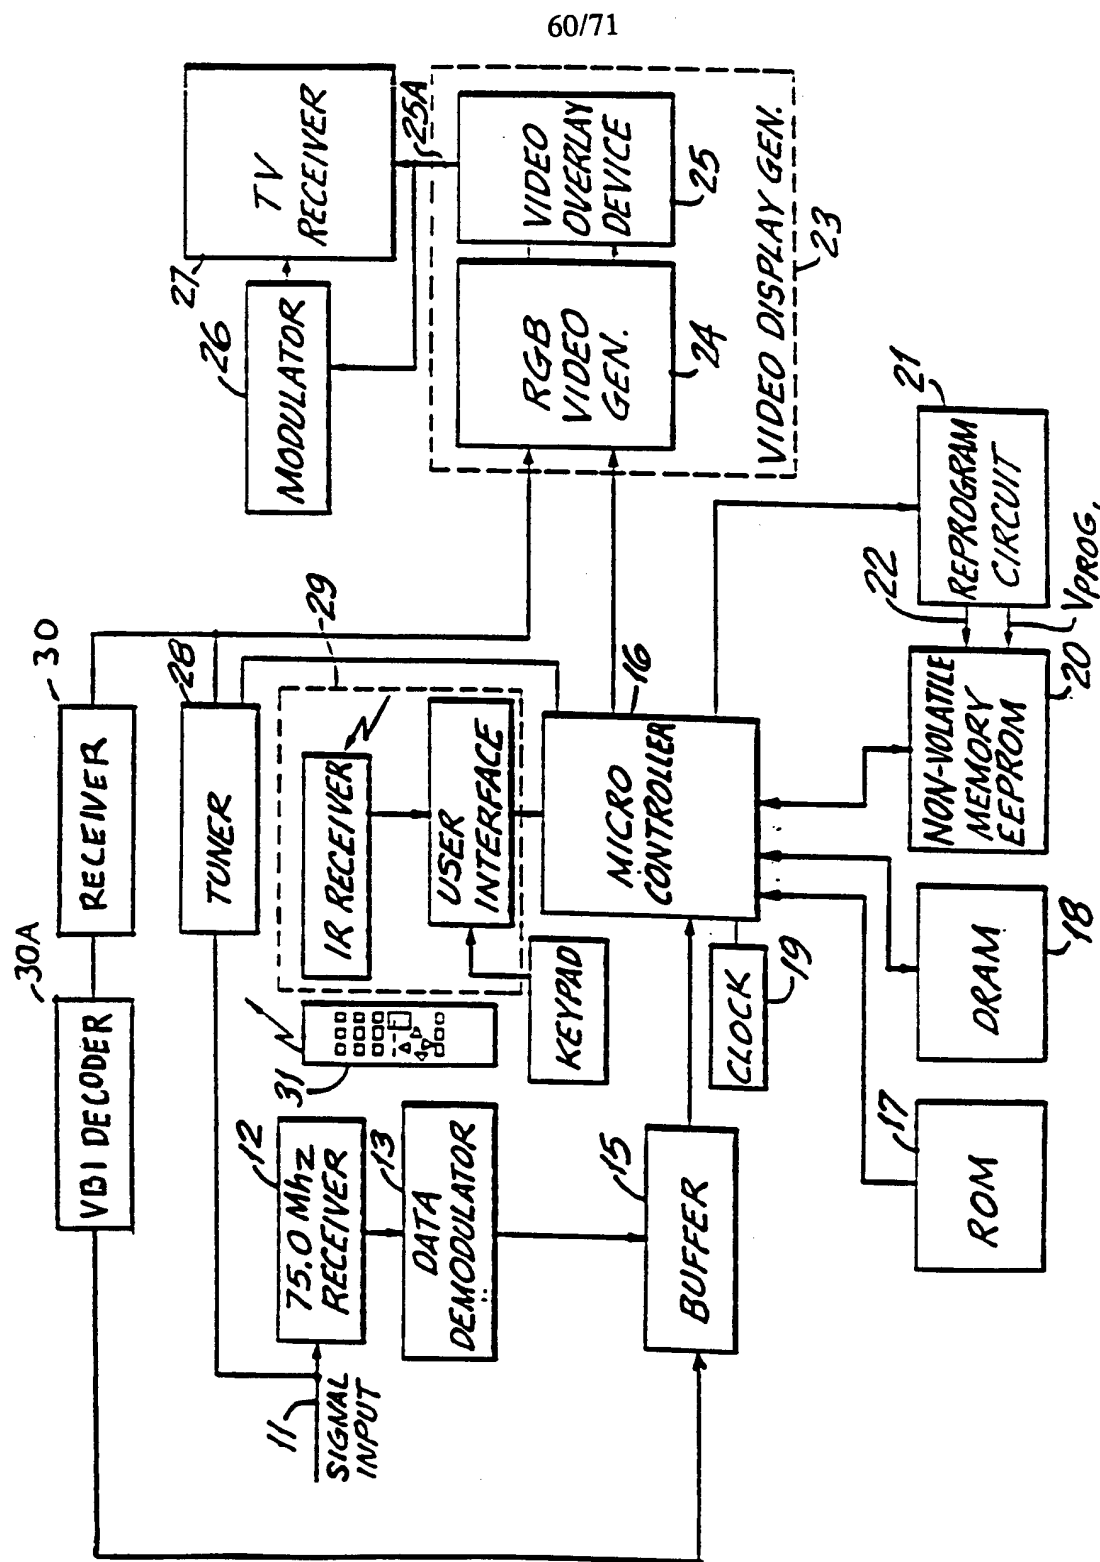 60/71
30A
VBI DECODER
30
RECEIVER
28
TUNER
11
SIGNAL
INPUT
12
75.0 Mhz
RECEIVER
13
DATA
DEMODULATOR
31
29
IR RECEIVER
USER
INTERFACE
KEYPAD
15
BUFFER
16
MICRO
CONTROLLER
CLOCK
19
17
ROM
DRAM
18
NON-VOLATILE
MEMORY
EEPROM
20
21
REPROGRAM
CIRCUIT
22
VPROG.
26
MODULATOR
27
TV
RECEIVER
25A
RGB
VIDEO
GEN.
24
VIDEO
OVERLAY
DEVICE
25
VIDEO DISPLAY GEN.
23